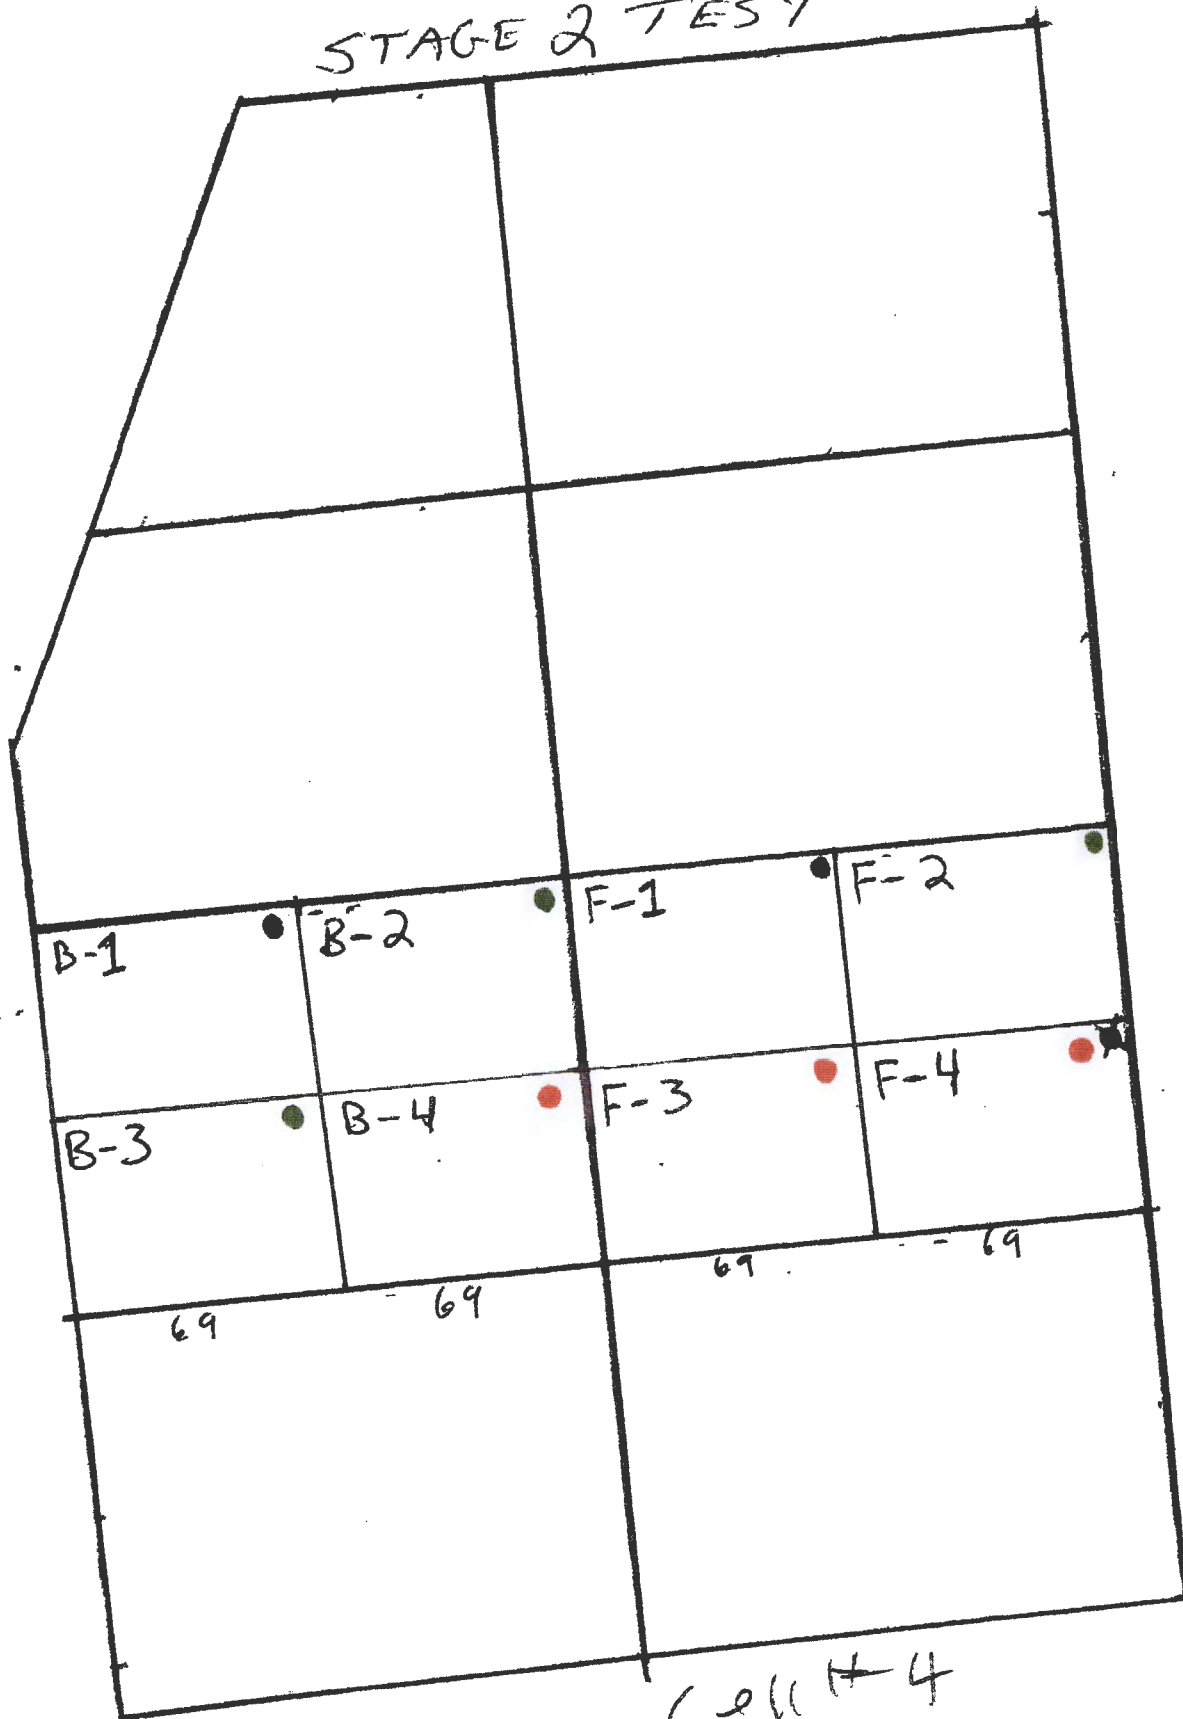 STAGE 2 TEST
B-1 B-2 F-1 F-2
B-3 B-4 F-3 F-4
69 69 69 69
Cell # 4